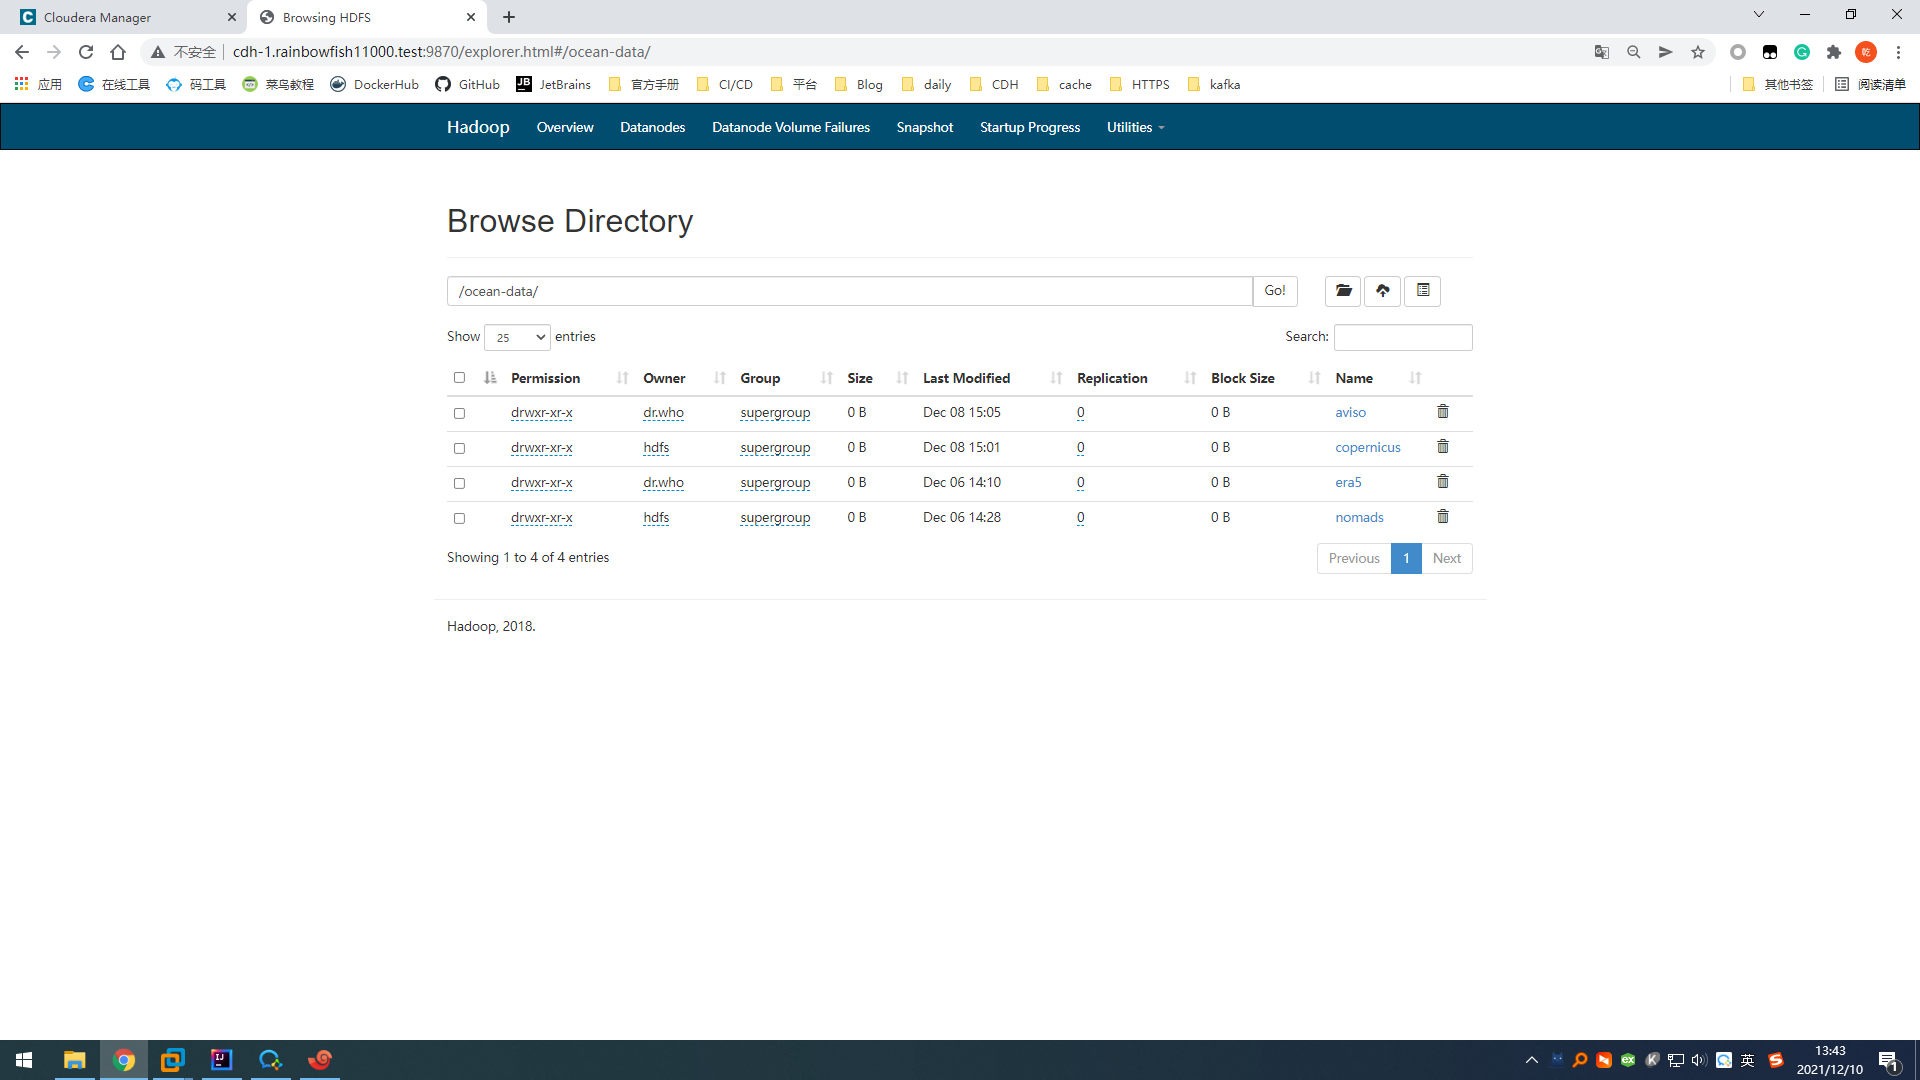 Cloudera Manager
Browsing HDFS
不安全 cdh-1.rainbowfish11000.test:9870/explorer.html#/ocean-data/
乾
应用 在线工具 码工具 菜鸟教程 DockerHub GitHub JetBrains 官方手册 CI/CD 平台 Blog daily CDH cache HTTPS kafka 其他书签 阅读清单
Hadoop Overview Datanodes Datanode Volume Failures Snapshot Startup Progress Utilities
Browse Directory
/ocean-data/ Go!
Show 25 entries Search:
Permission Owner Group Size Last Modified Replication Block Size Name
drwxr-xr-x dr.who supergroup 0 B Dec 08 15:05 0 0 B aviso
drwxr-xr-x hdfs supergroup 0 B Dec 08 15:01 0 0 B copernicus
drwxr-xr-x dr.who supergroup 0 B Dec 06 14:10 0 0 B era5
drwxr-xr-x hdfs supergroup 0 B Dec 06 14:28 0 0 B nomads
Showing 1 to 4 of 4 entries Previous 1 Next
Hadoop, 2018.
英
13:43
2021/12/10
1